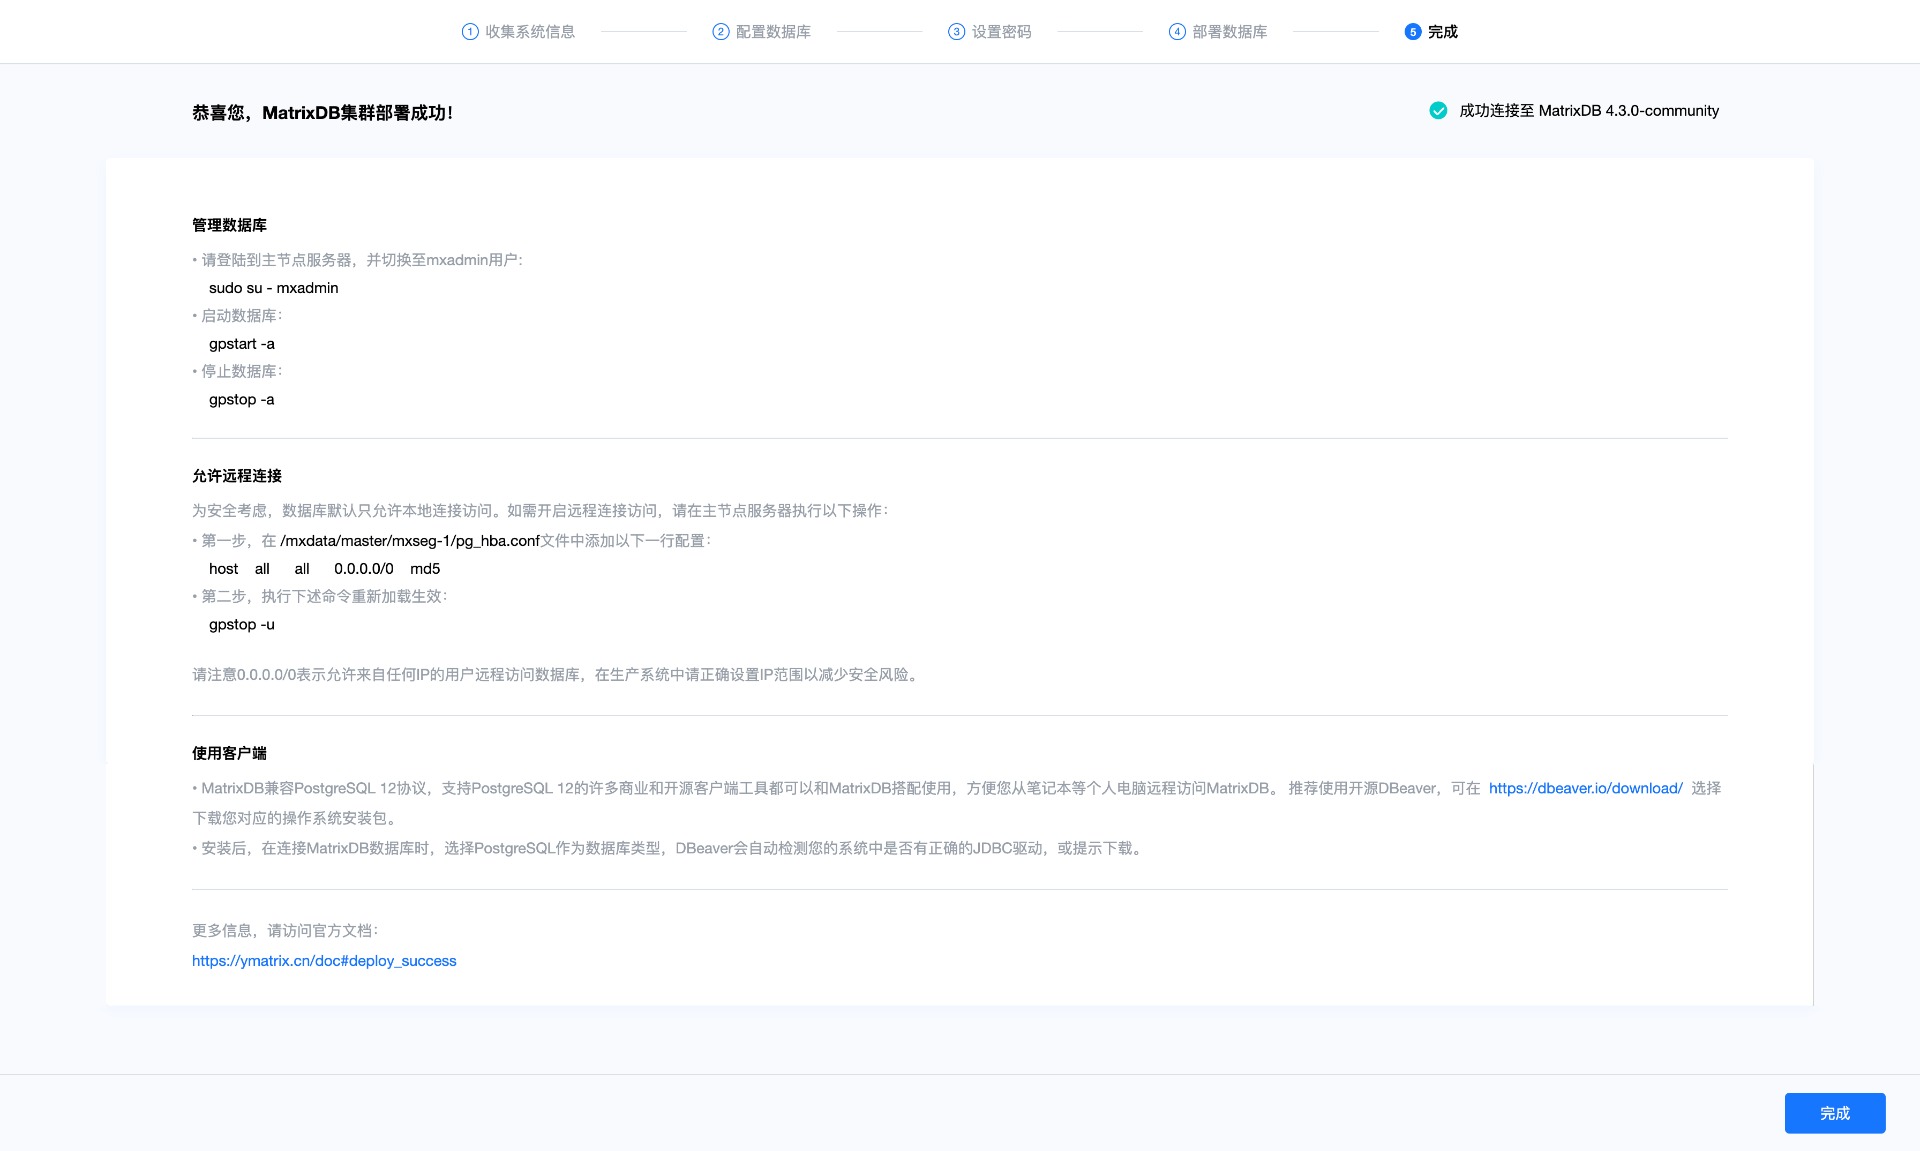 1 收集系统信息 2 配置数据库 3 设置密码 4 部署数据库 5 完成
恭喜您，MatrixDB集群部署成功！
成功连接至 MatrixDB 4.3.0-community
管理数据库
• 请登陆到主节点服务器，并切换至mxadmin用户:
sudo su - mxadmin
• 启动数据库：
gpstart -a
• 停止数据库：
gpstop -a
允许远程连接
为安全考虑，数据库默认只允许本地连接访问。如需开启远程连接访问，请在主节点服务器执行以下操作：
• 第一步，在 /mxdata/master/mxseg-1/pg_hba.conf文件中添加以下一行配置：
host all all 0.0.0.0/0 md5
• 第二步，执行下述命令重新加载生效：
gpstop -u
请注意0.0.0.0/0表示允许来自任何IP的用户远程访问数据库，在生产系统中请正确设置IP范围以减少安全风险。
使用客户端
• MatrixDB兼容PostgreSQL 12协议，支持PostgreSQL 12的许多商业和开源客户端工具都可以和MatrixDB搭配使用，方便您从笔记本等个人电脑远程访问MatrixDB。 推荐使用开源DBeaver，可在 https://dbeaver.io/download/ 选择
下载您对应的操作系统安装包。
• 安装后，在连接MatrixDB数据库时，选择PostgreSQL作为数据库类型，DBeaver会自动检测您的系统中是否有正确的JDBC驱动，或提示下载。
更多信息，请访问官方文档：
https://ymatrix.cn/doc#deploy_success
完成